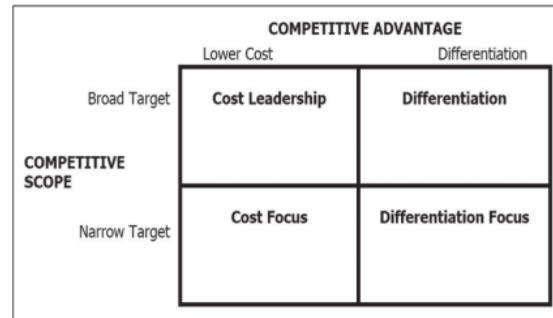 COMPETITIVE ADVANTAGE
Lower Cost Differentiation
Broad Target Cost Leadership Differentiation
COMPETITIVE
SCOPE
Narrow Target Cost Focus Differentiation Focus